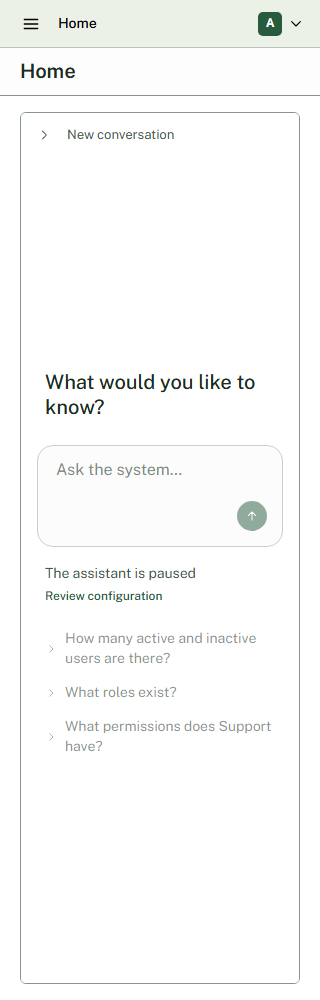 Home
A
Home
New conversation
What would you like to
know?
Ask the system...
The assistant is paused
Review configuration
How many active and inactive
users are there?
What roles exist?
What permissions does Support
have?